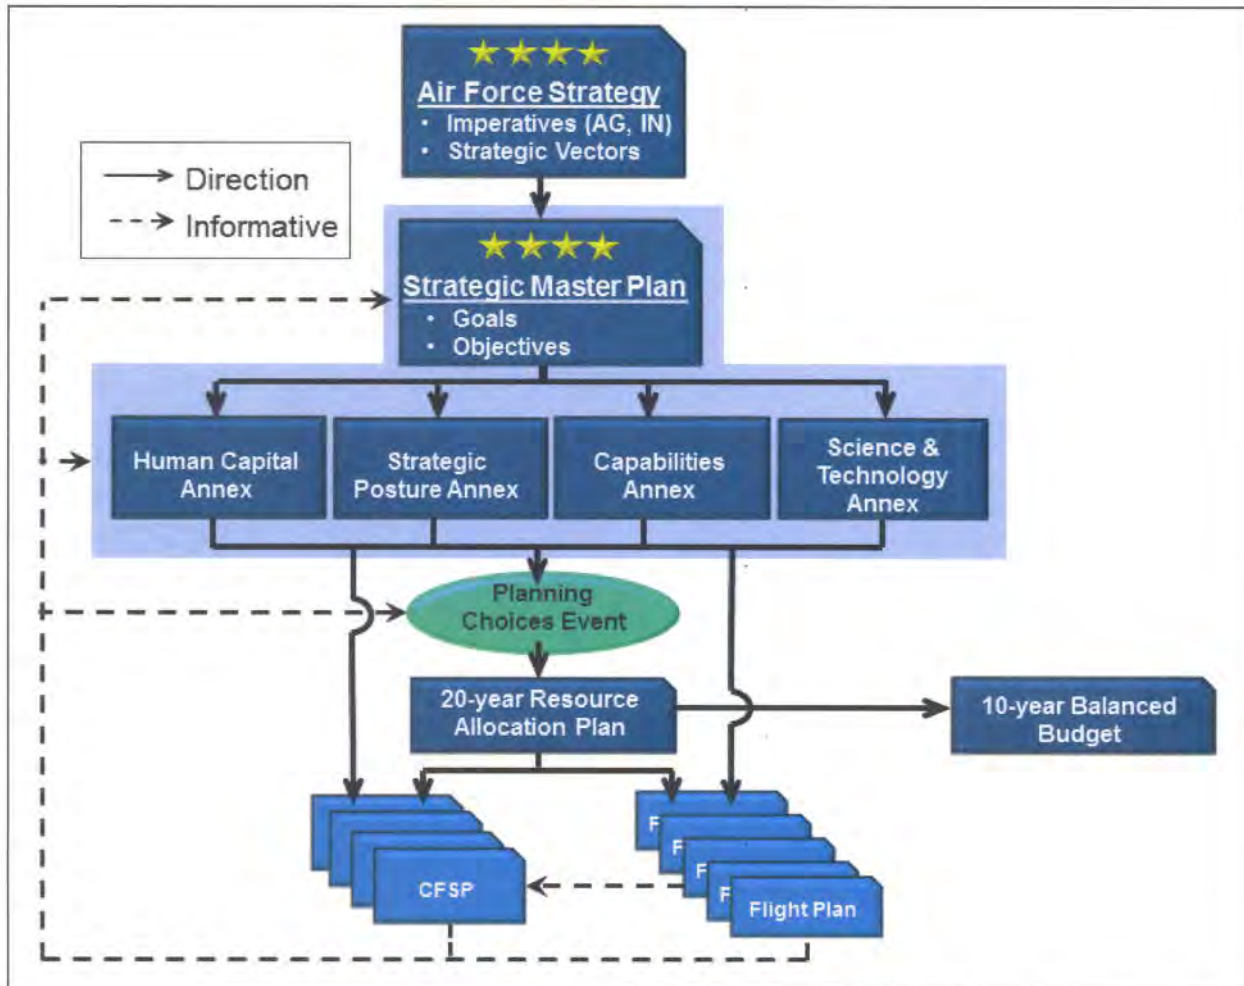 Air Force Strategy
• Imperatives (AG, IN)
• Strategic Vectors
Direction
Informative
Strategic Master Plan
• Goals
• Objectives
Human Capital
Annex
Strategic
Posture Annex
Capabilities
Annex
Science &
Technology
Annex
Planning
Choices Event
20-year Resource
Allocation Plan
10-year Balanced
Budget
F
F
F
F
CFSP
Flight Plan